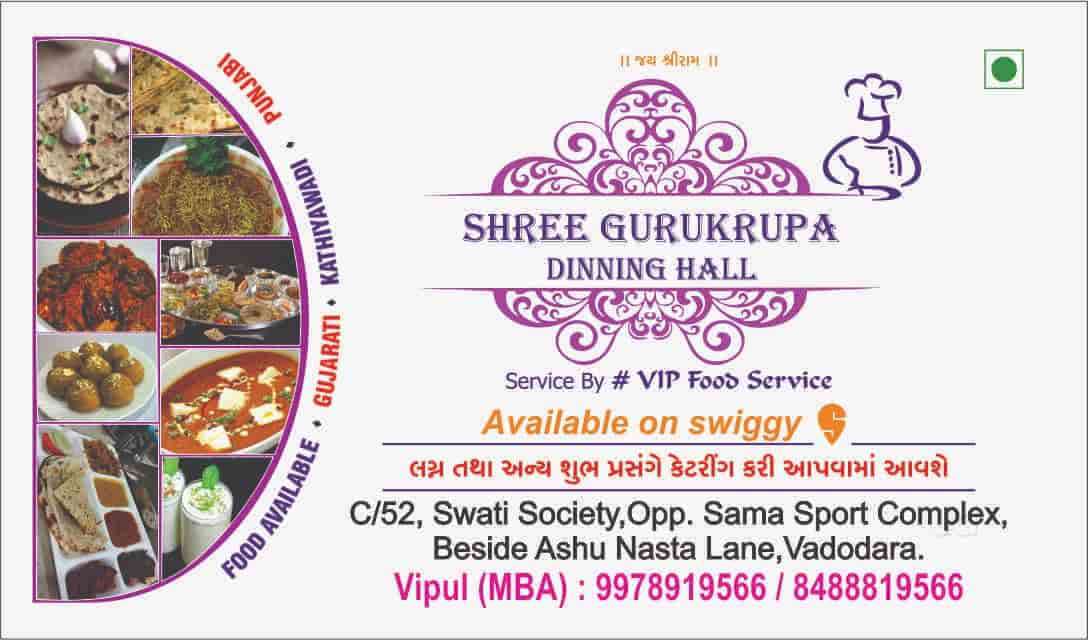 ।। જય શ્રીરામ ।।
SHREE GURUKRUPA
DINNING HALL
Service By # VIP Food Service
Available on swiggy
લગ્ન તથા અન્ય શુભ પ્રસંગે કેટરીંગ કરી આપવામાં આવશે
C/52, Swati Society,Opp. Sama Sport Complex,
Beside Ashu Nasta Lane,Vadodara.
Vipul (MBA) : 9978919566 / 8488819566
FOOD AVAILABLE • GUJARATI • KATHIYAWADI • PUNJABI